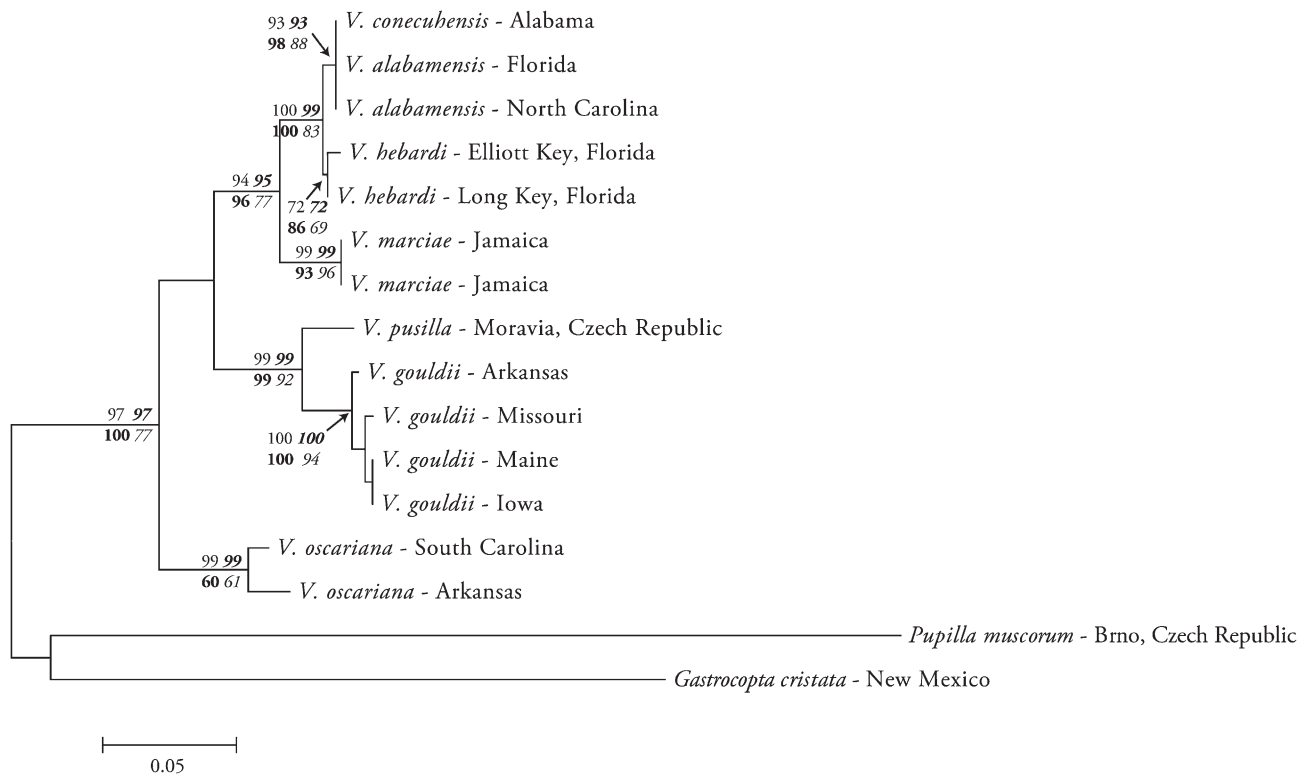 93 93
98 88
V. conecuhensis - Alabama
V. alabamensis - Florida
100 99
100 83
V. alabamensis - North Carolina
V. hebardi - Elliott Key, Florida
94 95
96 77
72 72
86 69
V. hebardi - Long Key, Florida
99 99
93 96
V. marciae - Jamaica
V. marciae - Jamaica
V. pusilla - Moravia, Czech Republic
99 99
99 92
V. gouldii - Arkansas
97 97
100 77
V. gouldii - Missouri
100 100
100 94
V. gouldii - Maine
V. gouldii - Iowa
V. oscariana - South Carolina
99 99
60 61
V. oscariana - Arkansas
Pupilla muscorum - Brno, Czech Republic
Gastrocopta cristata - New Mexico
0.05